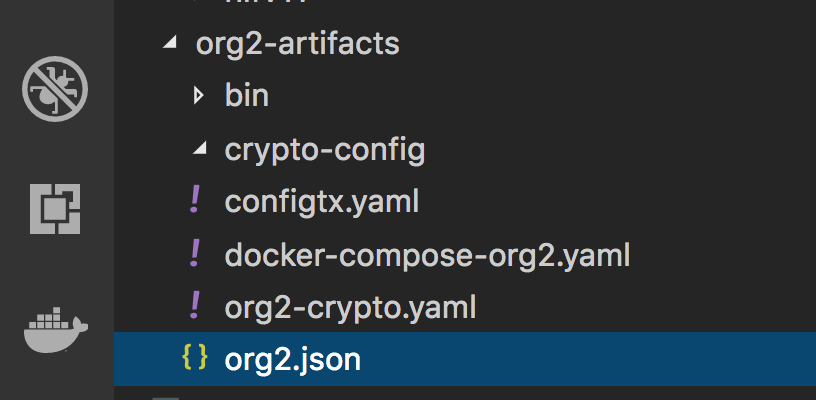 org2-artifacts
bin
crypto-config
! configtx.yaml
! docker-compose-org2.yaml
! org2-crypto.yaml
{} org2.json